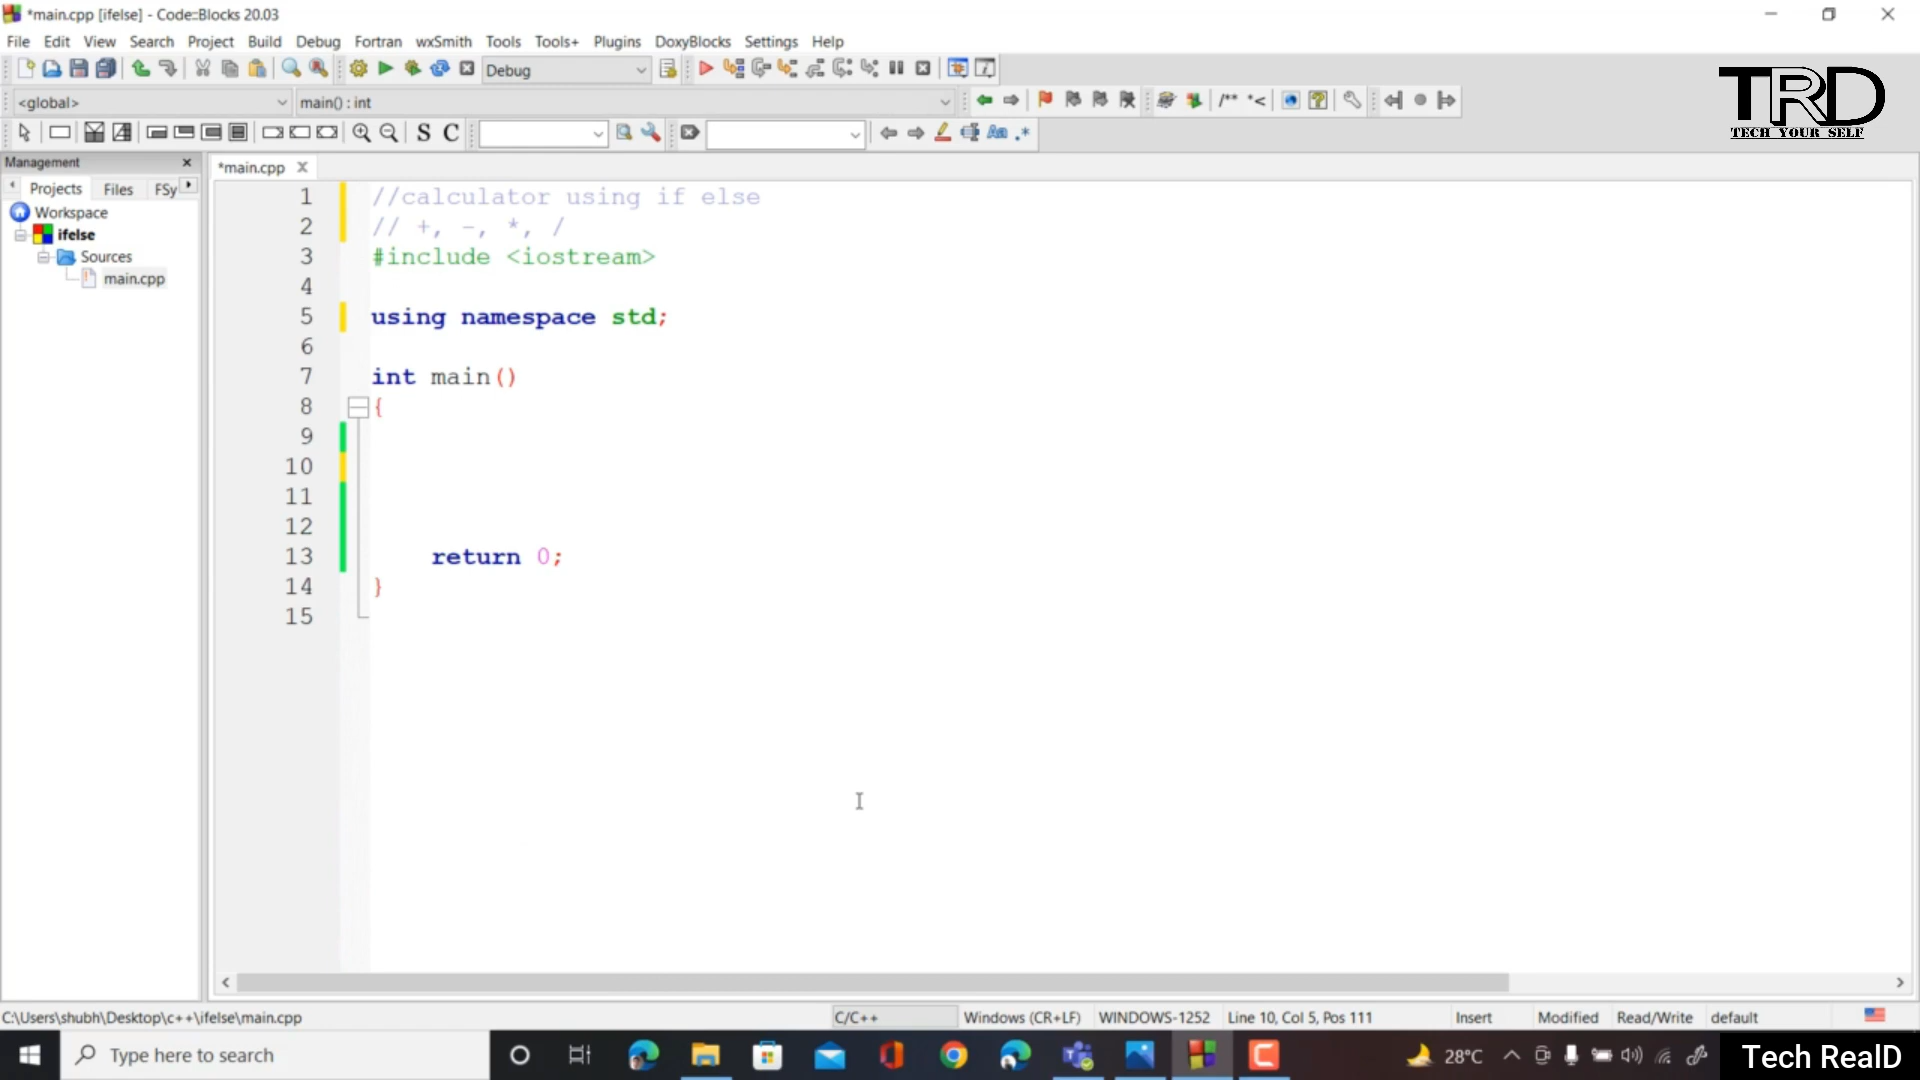 *main.cpp [ifelse] - Code::Blocks 20.03
File Edit View Search Project Build Debug Fortran wxSmith Tools Tools+ Plugins DoxyBlocks Settings Help
Debug
<global> main() : int
/** *<
S C Aa .*
TRD
TECH YOUR SELF
Management
*main.cpp
Projects Files FSy
Workspace
ifelse
Sources
main.cpp
1 //calculator using if else
2 // +, -, *, /
3 #include <iostream>
4
5 using namespace std;
6
7 int main()
8 {
9
10
11
12
13 return 0;
14 }
15
C:\Users\shubh\Desktop\c++\ifelse\main.cpp C/C++ Windows (CR+LF) WINDOWS-1252 Line 10, Col 5, Pos 111 Insert Modified Read/Write default
Type here to search 28°C Tech RealD